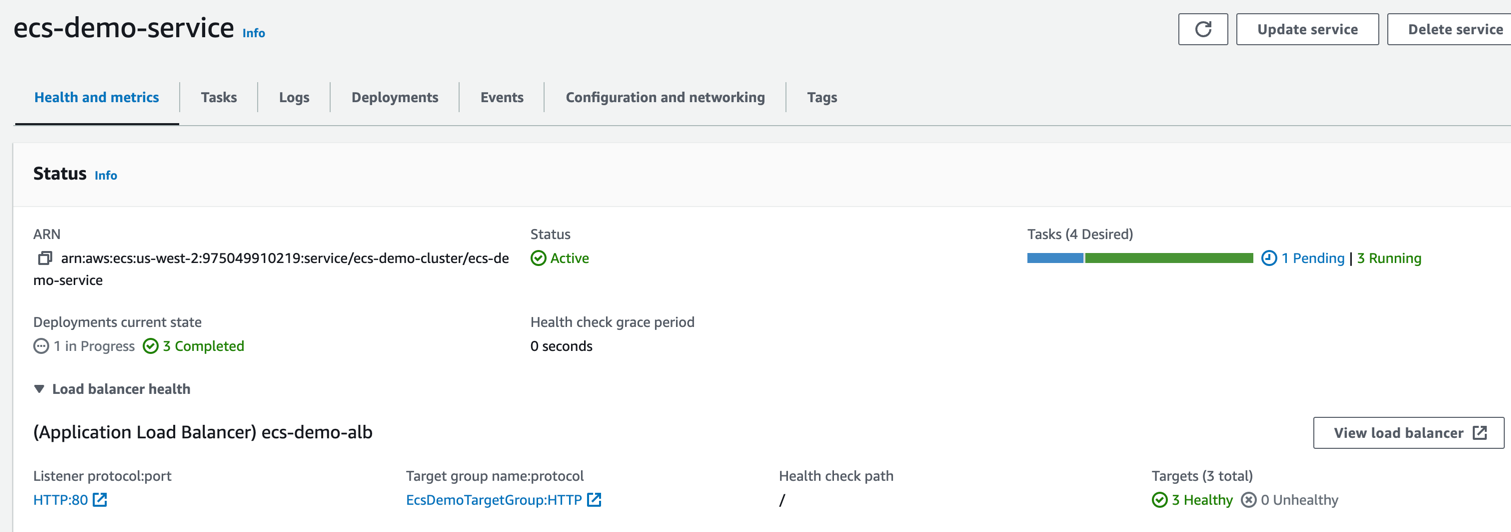 ecs-demo-service Info
Update service
Delete service
Health and metrics
Tasks
Logs
Deployments
Events
Configuration and networking
Tags
Status Info
ARN
arn:aws:ecs:us-west-2:975049910219:service/ecs-demo-cluster/ecs-de
mo-service
Status
Active
Tasks (4 Desired)
1 Pending | 3 Running
Deployments current state
1 in Progress 3 Completed
Health check grace period
0 seconds
Load balancer health
(Application Load Balancer) ecs-demo-alb
View load balancer
Listener protocol:port
HTTP:80
Target group name:protocol
EcsDemoTargetGroup:HTTP
Health check path
/
Targets (3 total)
3 Healthy 0 Unhealthy